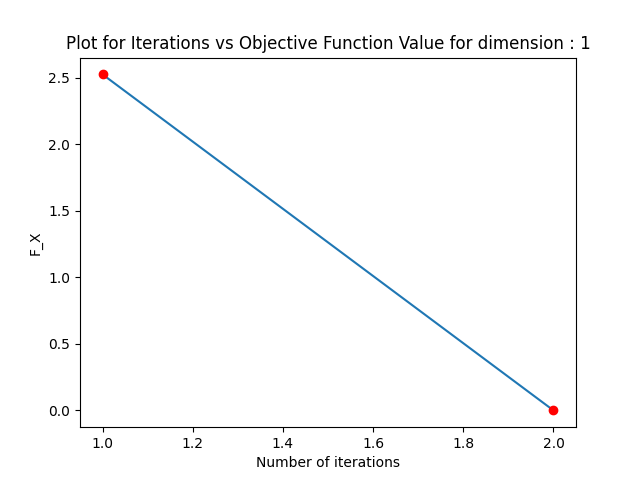 Plot for Iterations vs Objective Function Value for dimension : 1
2.5
2.0
1.5
1.0
0.5
0.0
F_X
1.0 1.2 1.4 1.6 1.8 2.0
Number of iterations